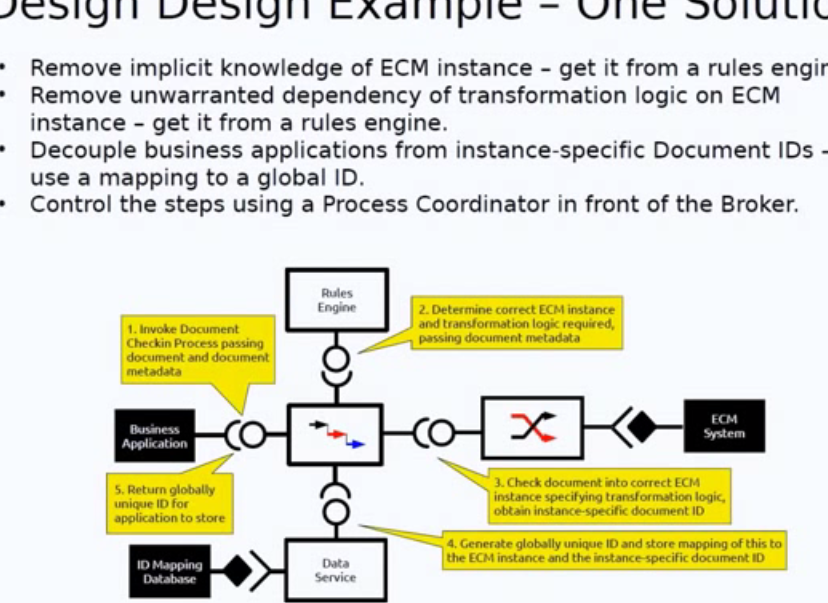 Design Design Example – One Solutio
• Remove implicit knowledge of ECM instance – get it from a rules engin
• Remove unwarranted dependency of transformation logic on ECM
instance – get it from a rules engine.
• Decouple business applications from instance-specific Document IDs –
use a mapping to a global ID.
• Control the steps using a Process Coordinator in front of the Broker.
Rules
Engine
1. Invoke Document
Checkin Process passing
document and document
metadata
2. Determine correct ECM instance
and transformation logic required,
passing document metadata
Business
Application
ECM
System
5. Return globally
unique ID for
application to store
3. Check document into correct ECM
instance specifying transformation logic,
obtain instance-specific document ID
4. Generate globally unique ID and store mapping of this to
the ECM instance and the instance-specific document ID
ID Mapping
Database
Data
Service